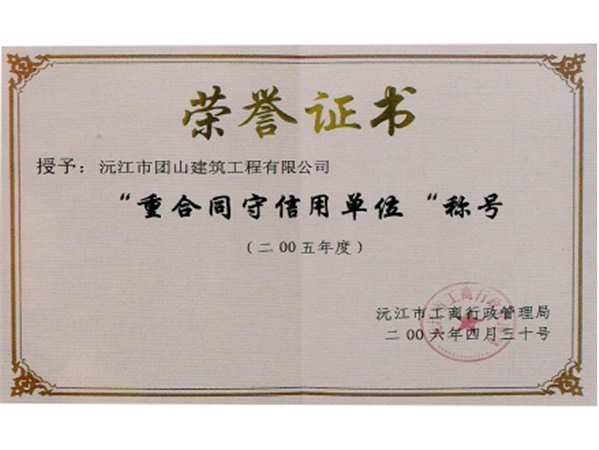 荣誉证书
授予：沅江市团山建筑工程有限公司
“重合同守信用单位“称号
（二00五年度）
沅江市工商行政管理局
二00六年四月三十号